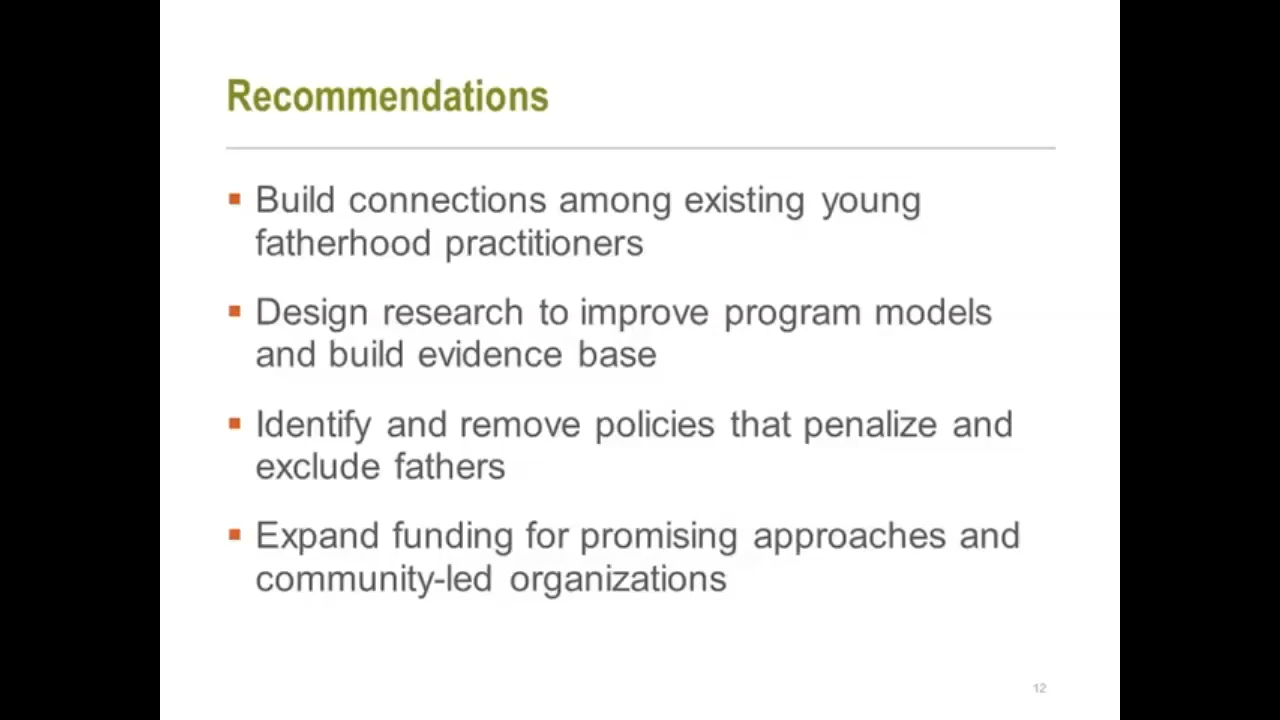 Recommendations
Build connections among existing young
fatherhood practitioners
Design research to improve program models
and build evidence base
Identify and remove policies that penalize and
exclude fathers
Expand funding for promising approaches and
community-led organizations
12